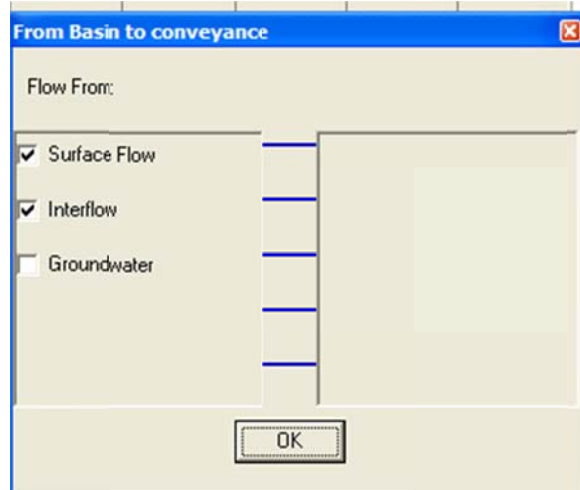 From Basin to conveyance
Flow From:
Surface Flow
Interflow
Groundwater
OK